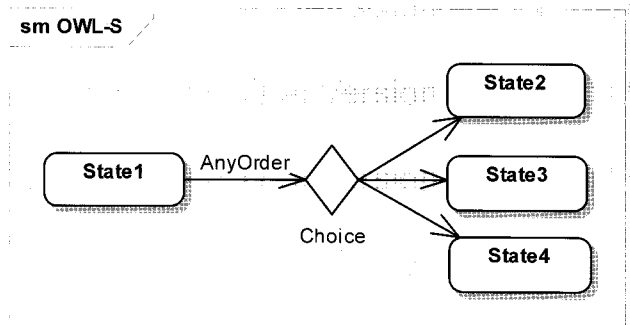 sm OWL-S
State2
State1
AnyOrder
State3
Choice
State4